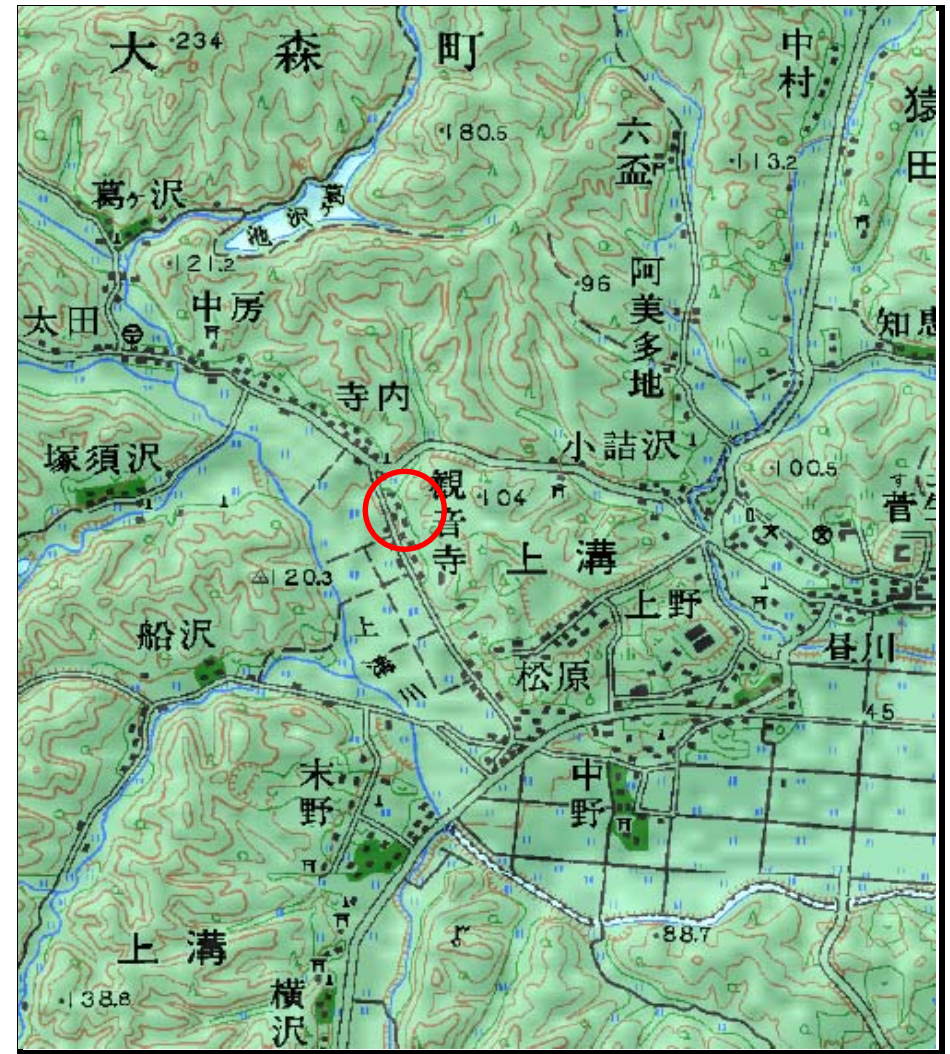 大森町
・234
中村
猿田
・180.5
六盃
・113.2
葛ヶ沢
葛ヶ沢池
・121.2
中房
阿美多地
・96
太田
知恵
寺内
小詰沢
塚須沢
観音寺
・104
・100.5
菅生
上溝
120.3
上溝川
上野
昼川
船沢
松原
45
末野
中野
上溝
・88.7
・138.8
横沢